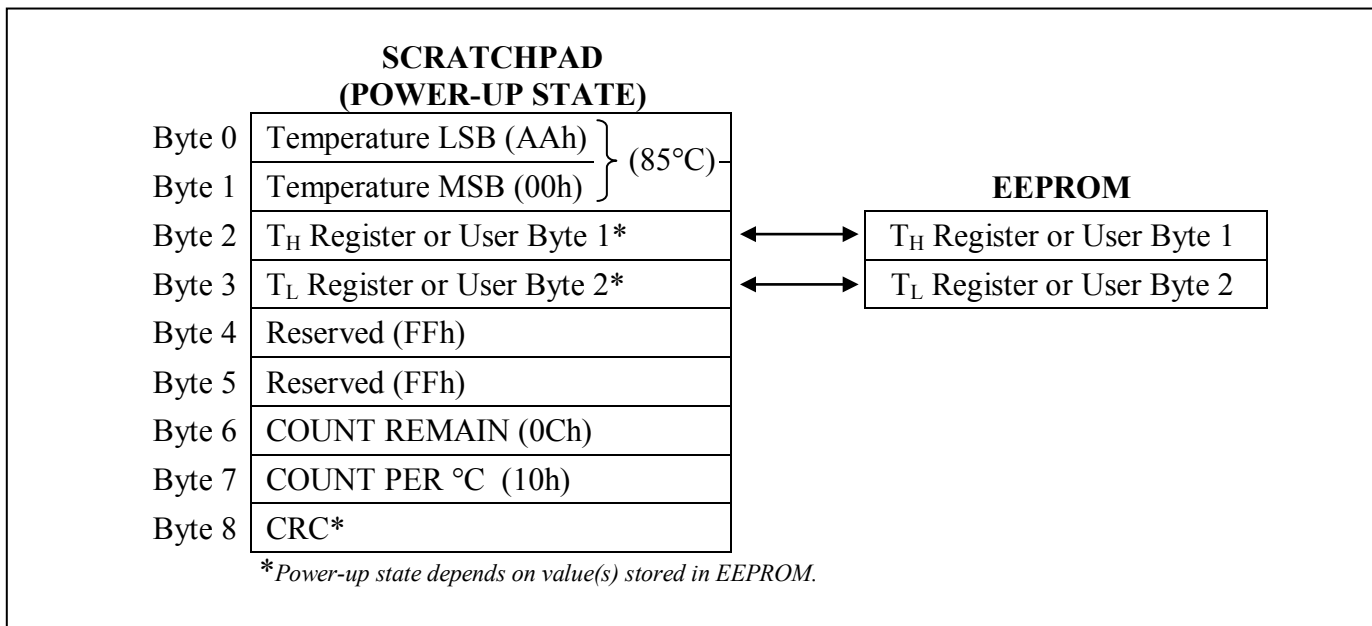 SCRATCHPAD
(POWER-UP STATE)
Byte 0 Temperature LSB (AAh)
(85°C)
Byte 1 Temperature MSB (00h)
EEPROM
Byte 2 TH Register or User Byte 1* TH Register or User Byte 1
Byte 3 TL Register or User Byte 2* TL Register or User Byte 2
Byte 4 Reserved (FFh)
Byte 5 Reserved (FFh)
Byte 6 COUNT REMAIN (0Ch)
Byte 7 COUNT PER °C (10h)
Byte 8 CRC*
*Power-up state depends on value(s) stored in EEPROM.